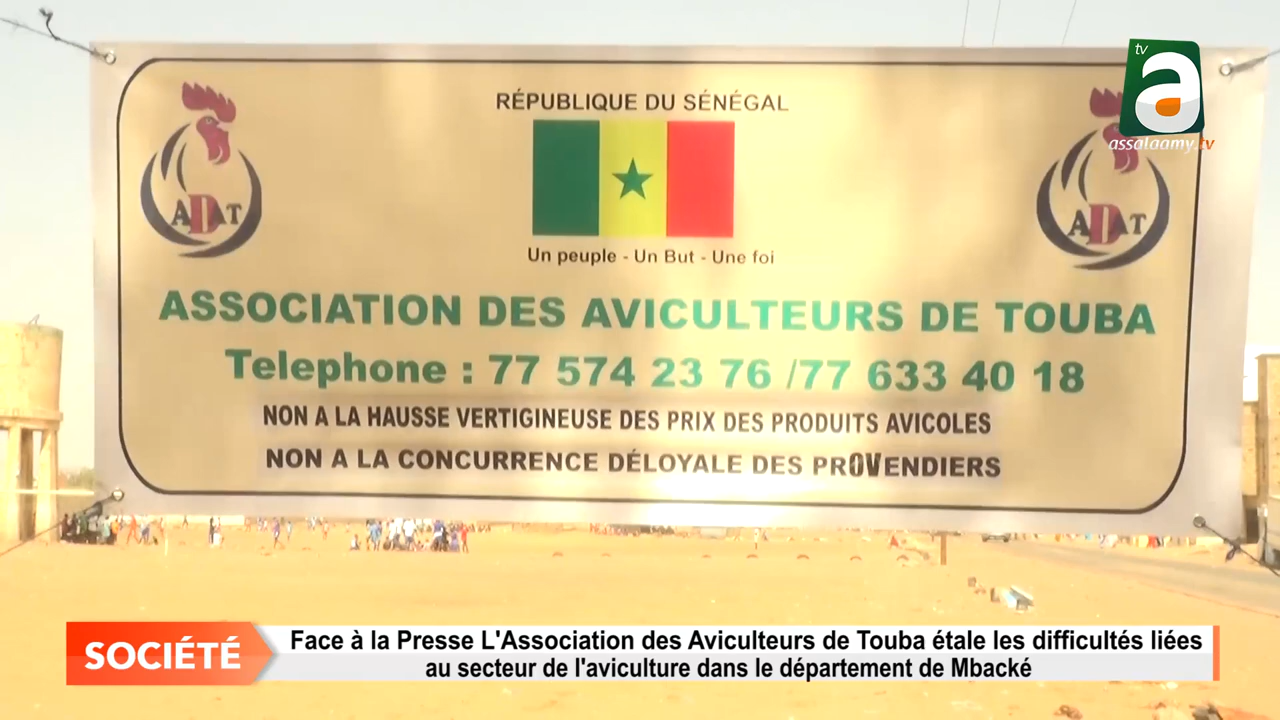 tv
a
assalaamy.tv
RÉPUBLIQUE DU SÉNÉGAL
ADAT
ADAT
Un peuple - Un But - Une foi
ASSOCIATION DES AVICULTEURS DE TOUBA
Telephone : 77 574 23 76 /77 633 40 18
NON A LA HAUSSE VERTIGINEUSE DES PRIX DES PRODUITS AVICOLES
NON A LA CONCURRENCE DÉLOYALE DES PROVENDIERS
SOCIÉTÉ
Face à la Presse L'Association des Aviculteurs de Touba étale les difficultés liées
au secteur de l'aviculture dans le département de Mbacké